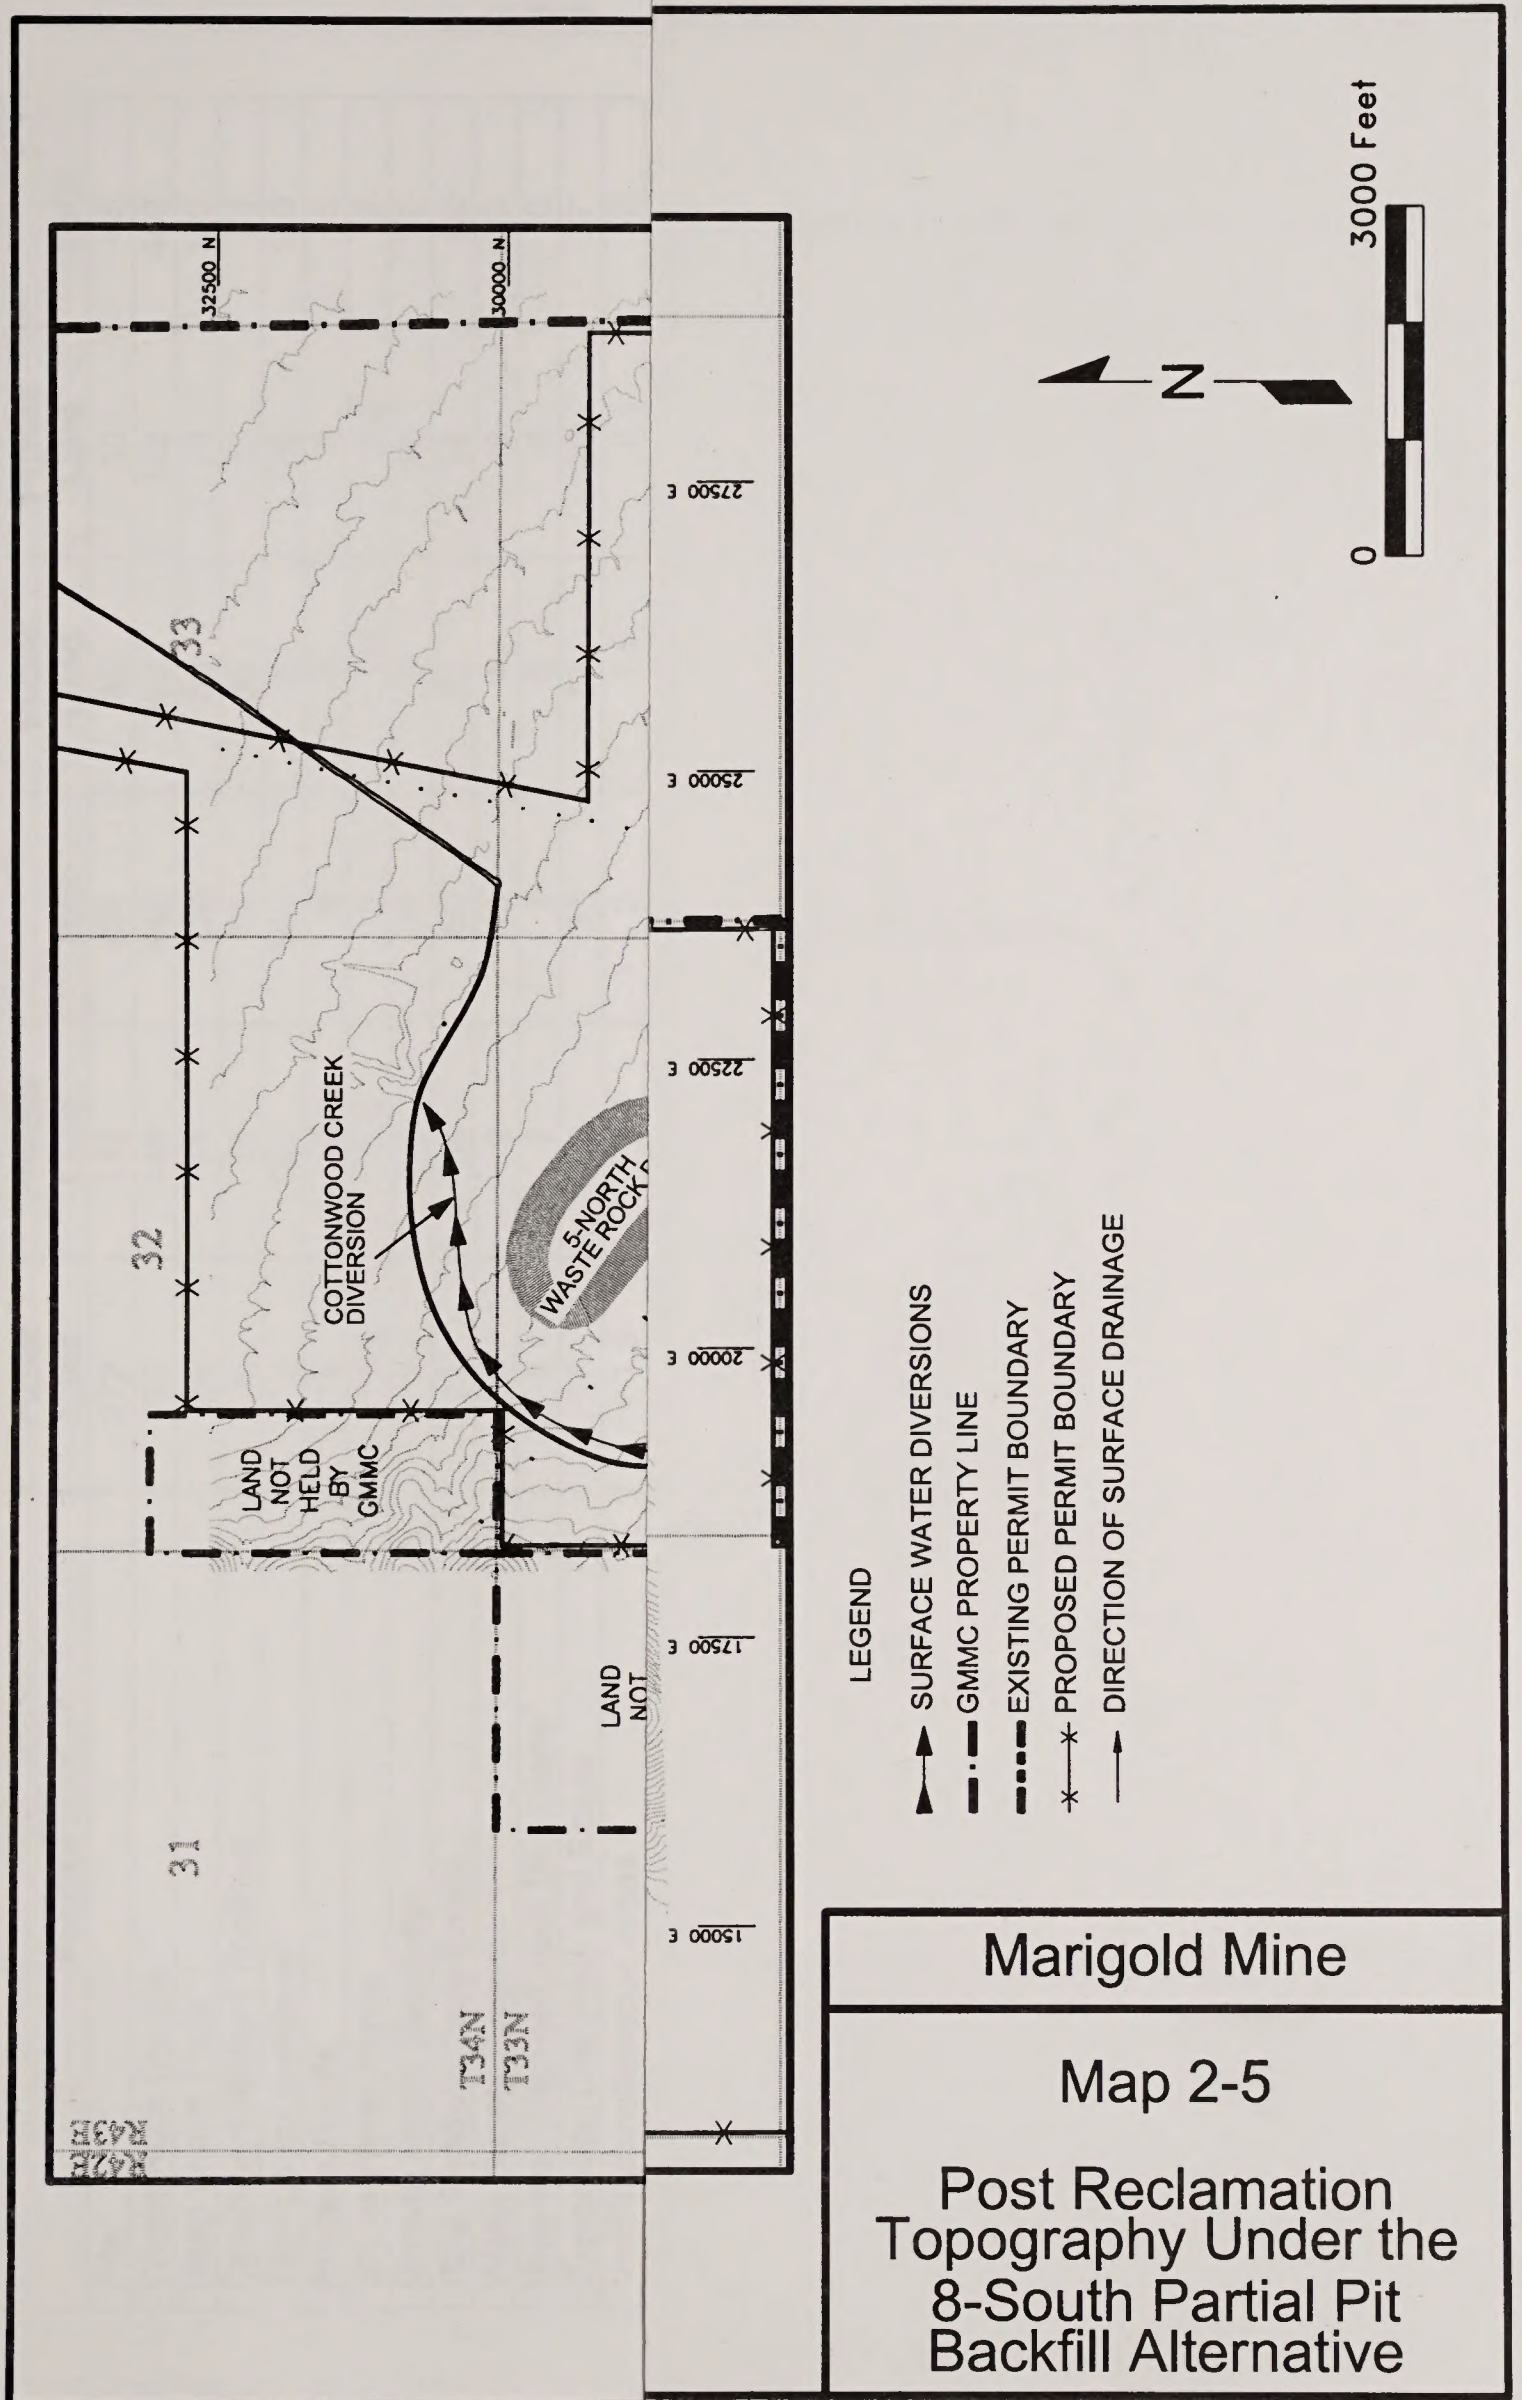 32500 N
30000 N
33
32
31
COTTONWOOD CREEK
DIVERSION
5-NORTH
WASTE ROCK
LAND
NOT
HELD
BY
GMMC
LAND
NOT
T34N
T33N
R43E
R42E
27500 E
25000 E
22500 E
20000 E
17500 E
15000 E
N
0
3000 Feet
LEGEND
SURFACE WATER DIVERSIONS
GMMC PROPERTY LINE
EXISTING PERMIT BOUNDARY
PROPOSED PERMIT BOUNDARY
DIRECTION OF SURFACE DRAINAGE
Marigold Mine
Map 2-5
Post Reclamation
Topography Under the
8-South Partial Pit
Backfill Alternative